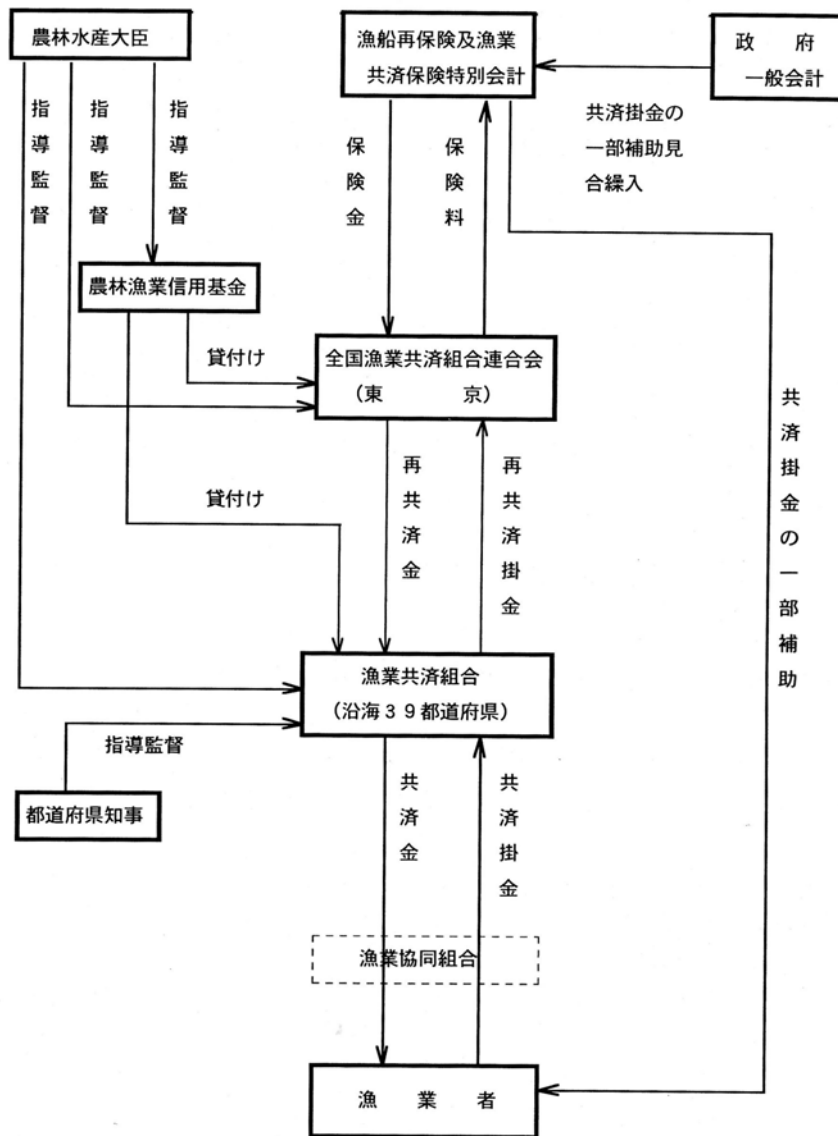 農林水産大臣
漁船再保険及漁業
共済保険特別会計
政　　府
一般会計
指導監督
指導監督
指導監督
保険金
保険料
共済掛金の
一部補助見
合繰入
農林漁業信用基金
貸付け
全国漁業共済組合連合会
（東　　　　京）
貸付け
再共済金
再共済掛金
共済掛金の一部補助
漁業共済組合
（沿海３９都道府県）
指導監督
都道府県知事
共済金
共済掛金
漁業協同組合
漁　　業　　者